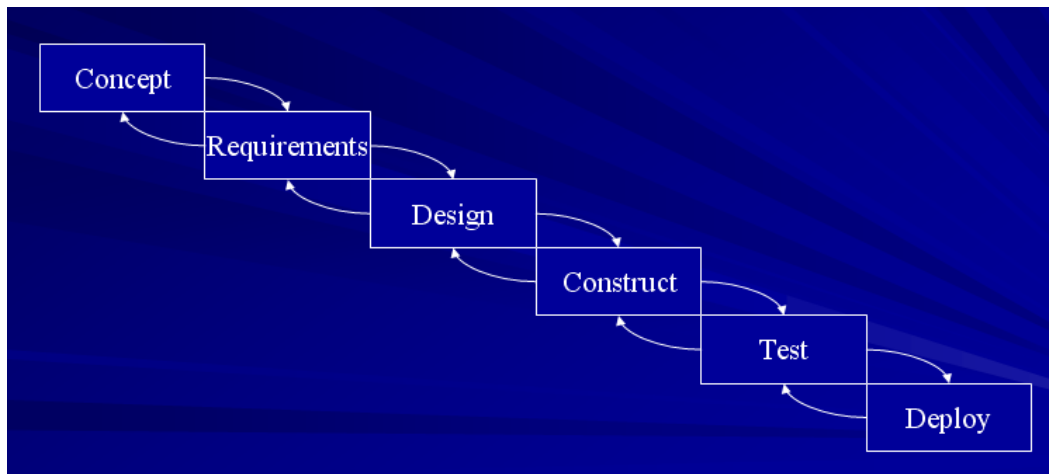 Concept
Requirements
Design
Construct
Test
Deploy